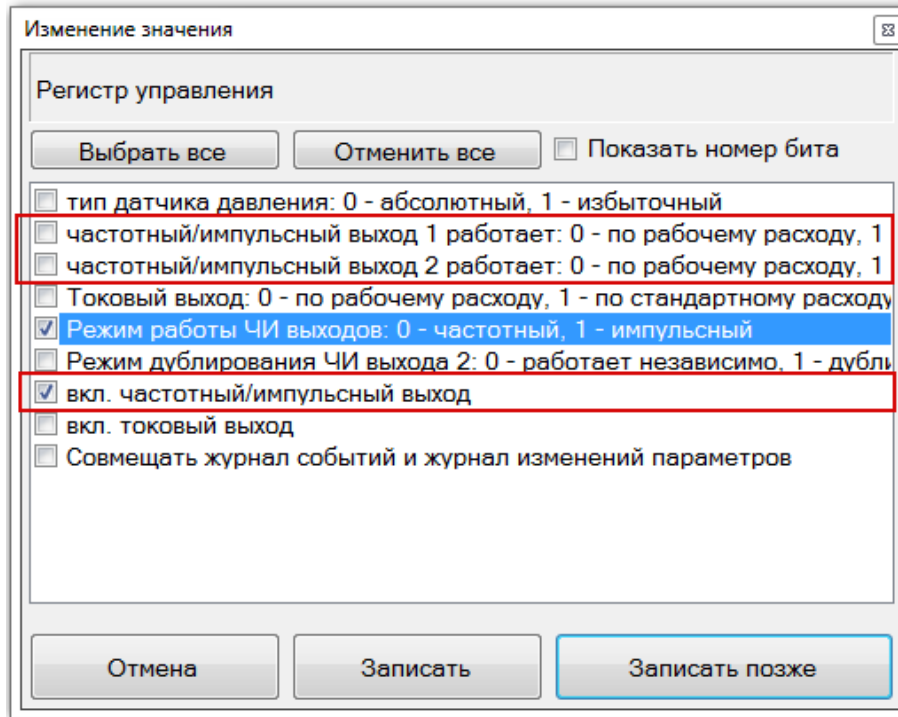 Изменение значения
Регистр управления
Выбрать все
Отменить все
Показать номер бита
тип датчика давления: 0 - абсолютный, 1 - избыточный
частотный/импульсный выход 1 работает: 0 - по рабочему расходу, 1
частотный/импульсный выход 2 работает: 0 - по рабочему расходу, 1
Токовый выход: 0 - по рабочему расходу, 1 - по стандартному расходу
Режим работы ЧИ выходов: 0 - частотный, 1 - импульсный
Режим дублирования ЧИ выхода 2: 0 - работает независимо, 1 - дубли
вкл. частотный/импульсный выход
вкл. токовый выход
Совмещать журнал событий и журнал изменений параметров
Отмена
Записать
Записать позже